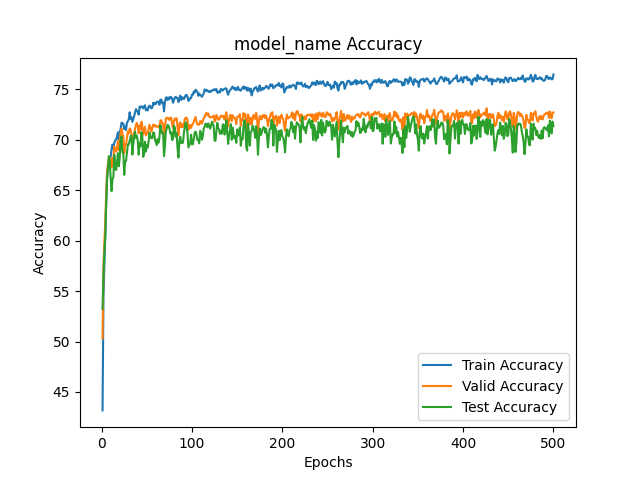 model_name Accuracy
75
70
65
60
55
50
45
Accuracy
0 100 200 300 400 500
Epochs
Train Accuracy
Valid Accuracy
Test Accuracy